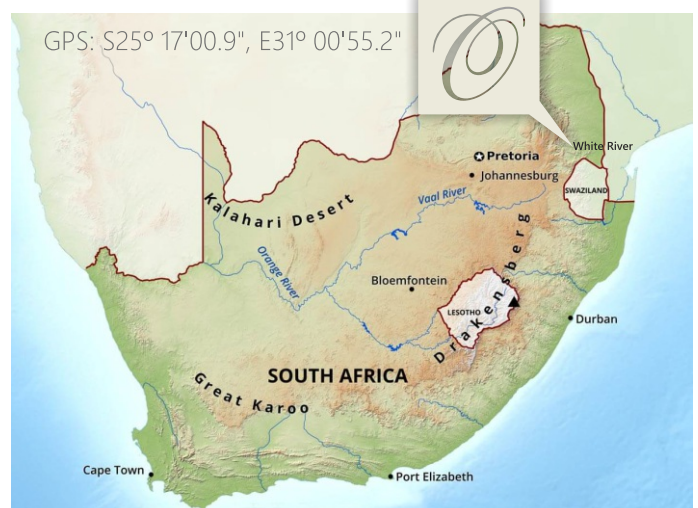 GPS: S25º 17'00.9", E31º 00'55.2"
White River
Pretoria
Johannesburg
SWAZILAND
Kalahari Desert
Vaal River
Orange River
Bloemfontein
LESOTHO
Drakensberg
Durban
SOUTH AFRICA
Great Karoo
Cape Town
Port Elizabeth